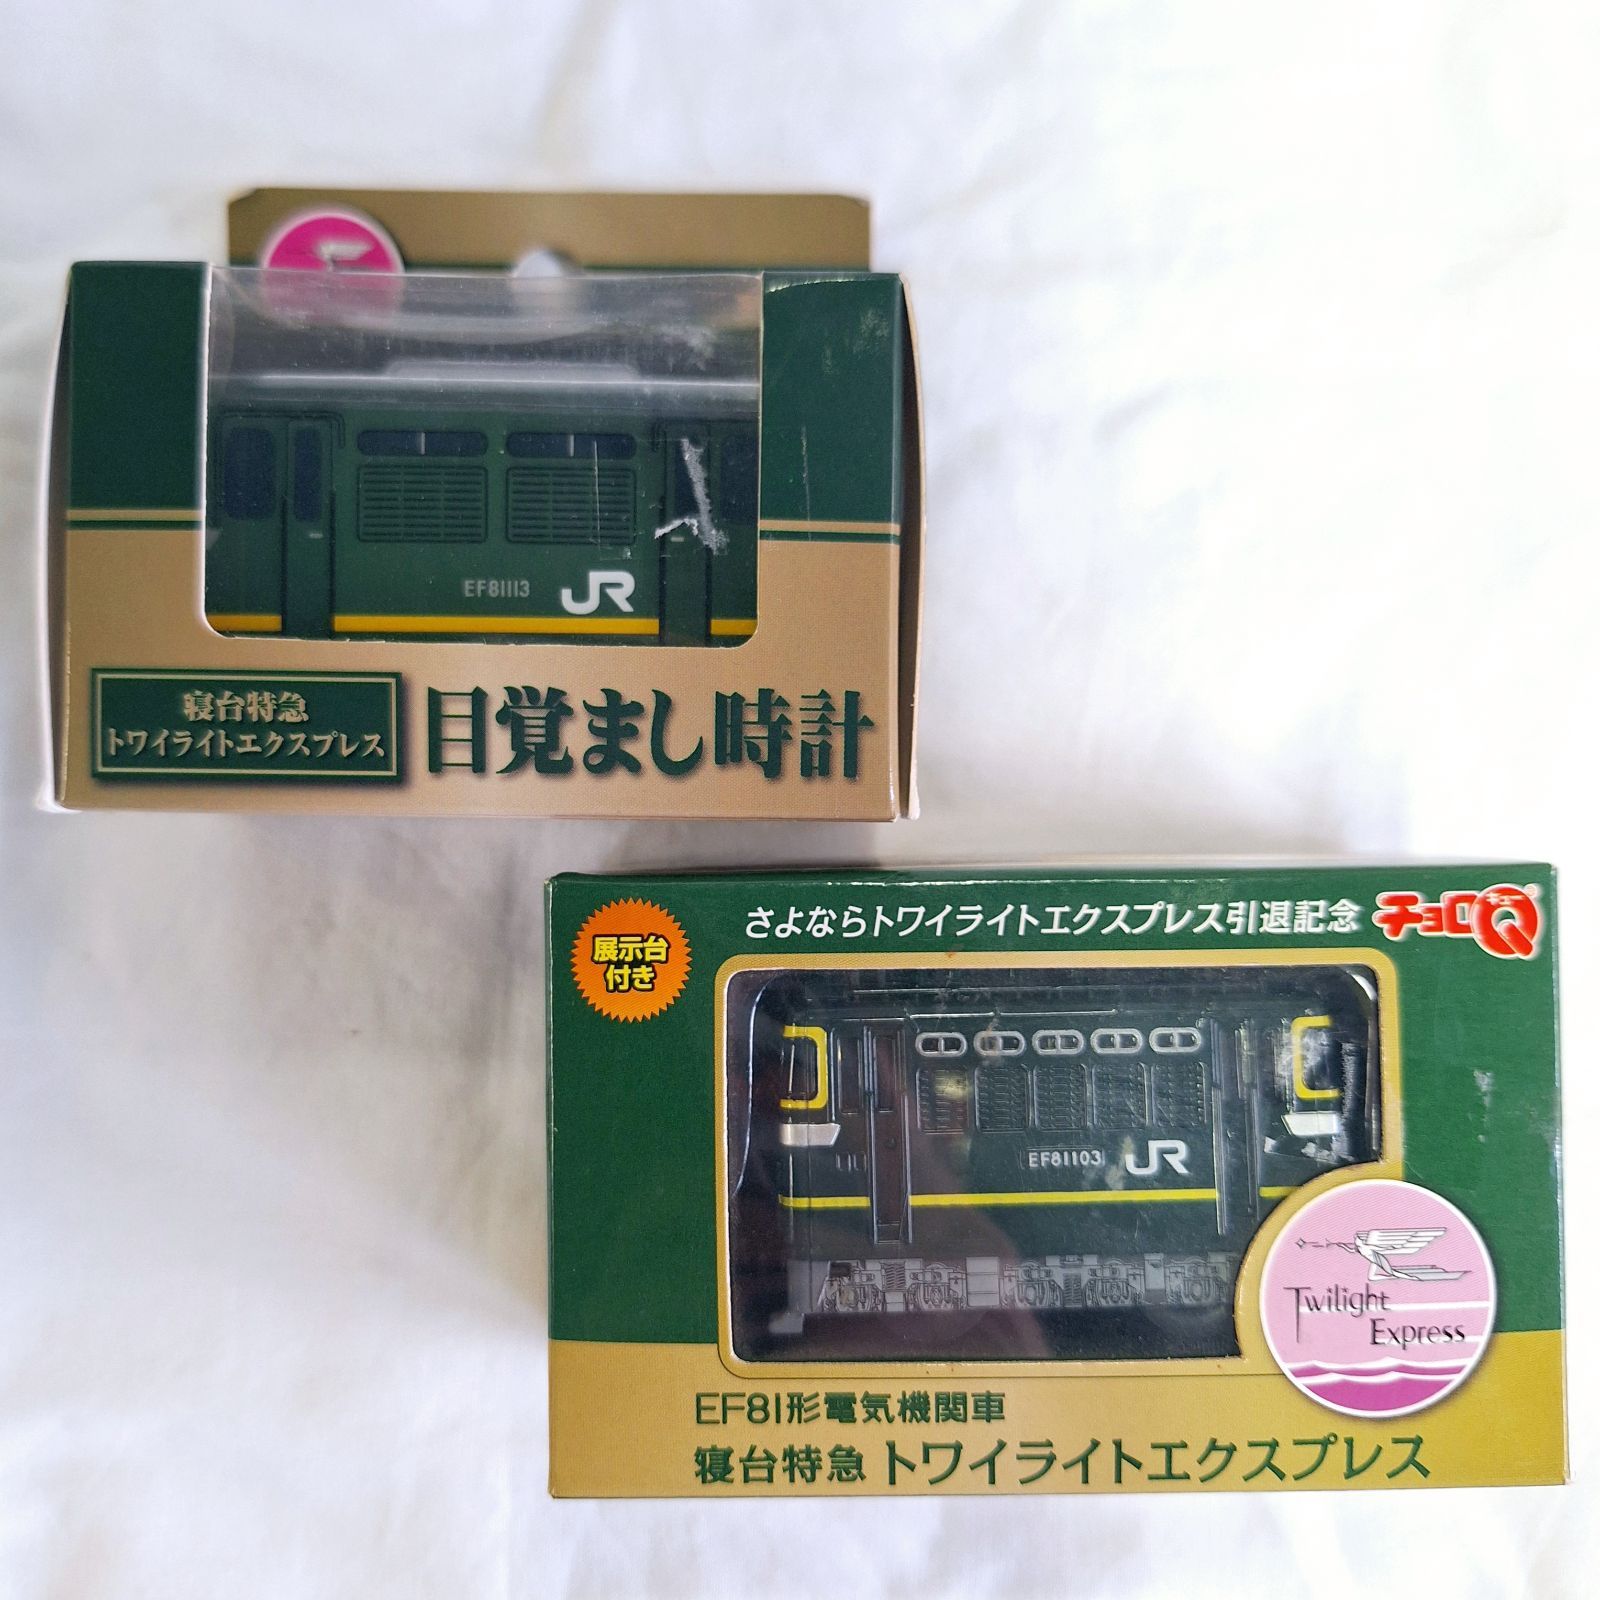 EF81113
JR
寝台特急
トワイライトエクスプレス
目覚まし時計
展示台
付き
さよならトワイライトエクスプレス引退記念
チョロQ
EF81103
JR
Twilight
Express
EF81形電気機関車
寝台特急 トワイライトエクスプレス